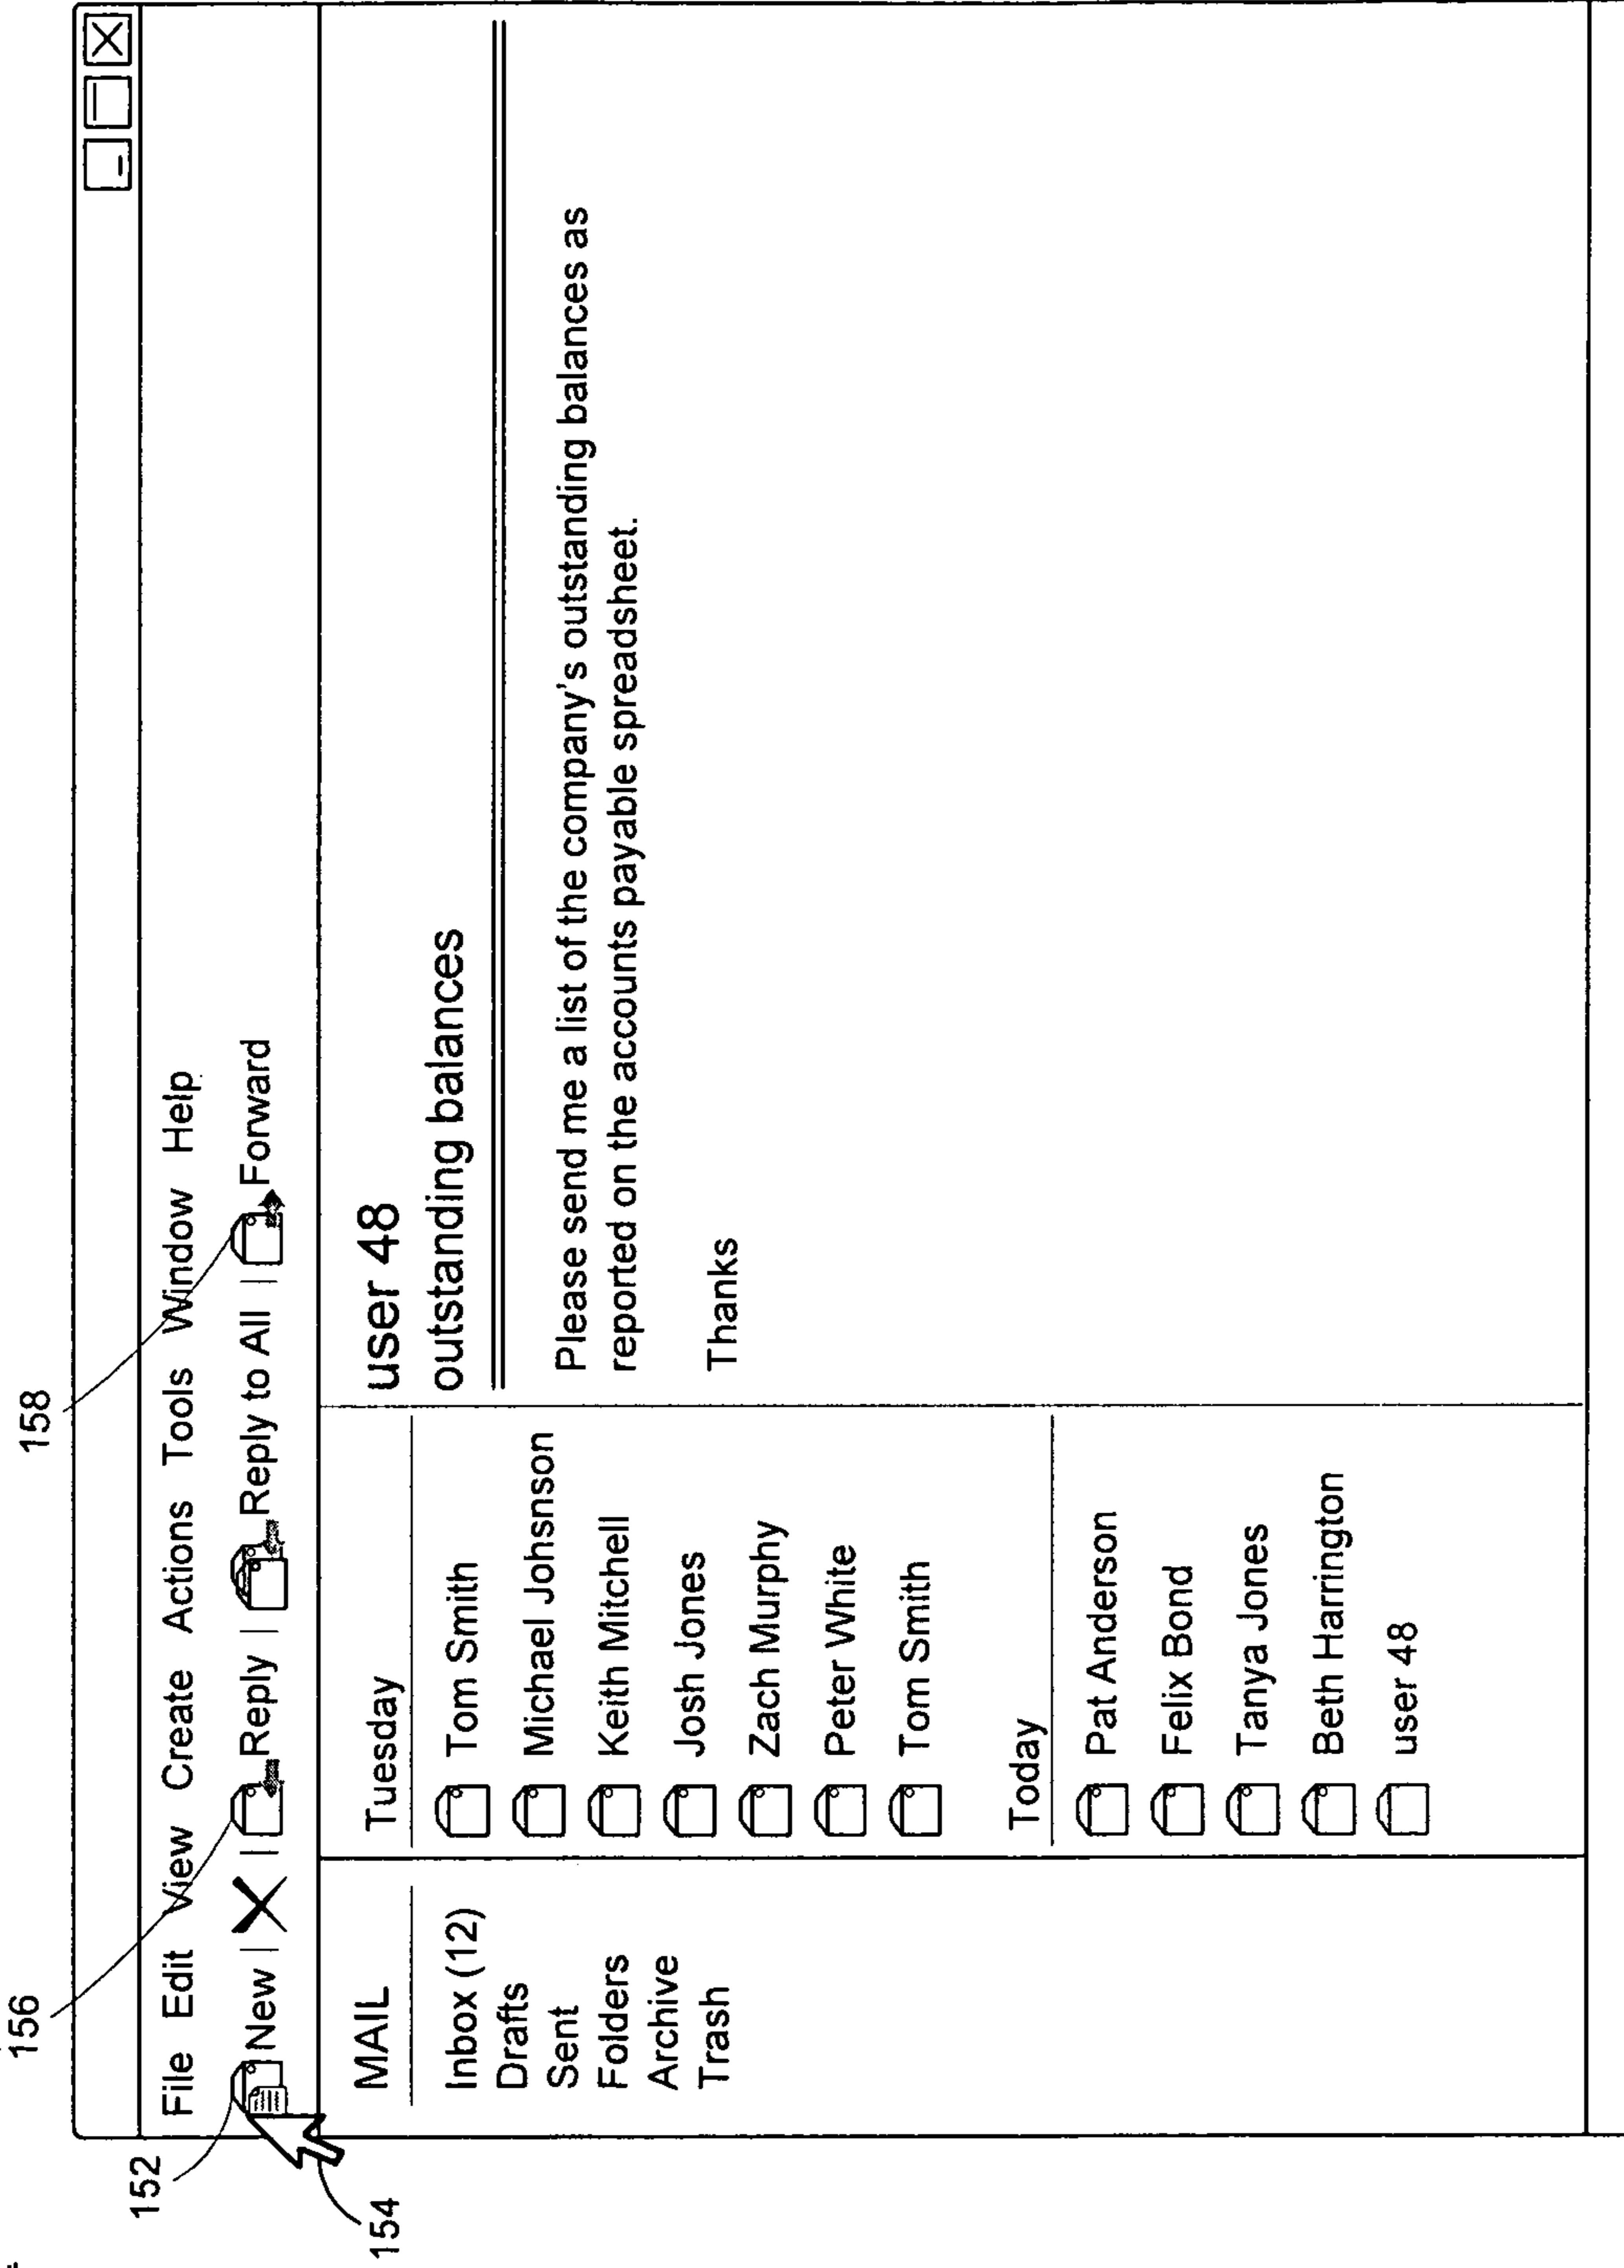 156
158
152
154
File Edit View Create Actions Tools Window Help
New | X | Reply | Reply to All | Forward
MAIL
Inbox (12)
Drafts
Sent
Folders
Archive
Trash
Tuesday
Tom Smith
Michael Johsnson
Keith Mitchell
Josh Jones
Zach Murphy
Peter White
Tom Smith
Today
Pat Anderson
Felix Bond
Tanya Jones
Beth Harrington
user 48
user 48
outstanding balances
Please send me a list of the company's outstanding balances as
reported on the accounts payable spreadsheet.
Thanks